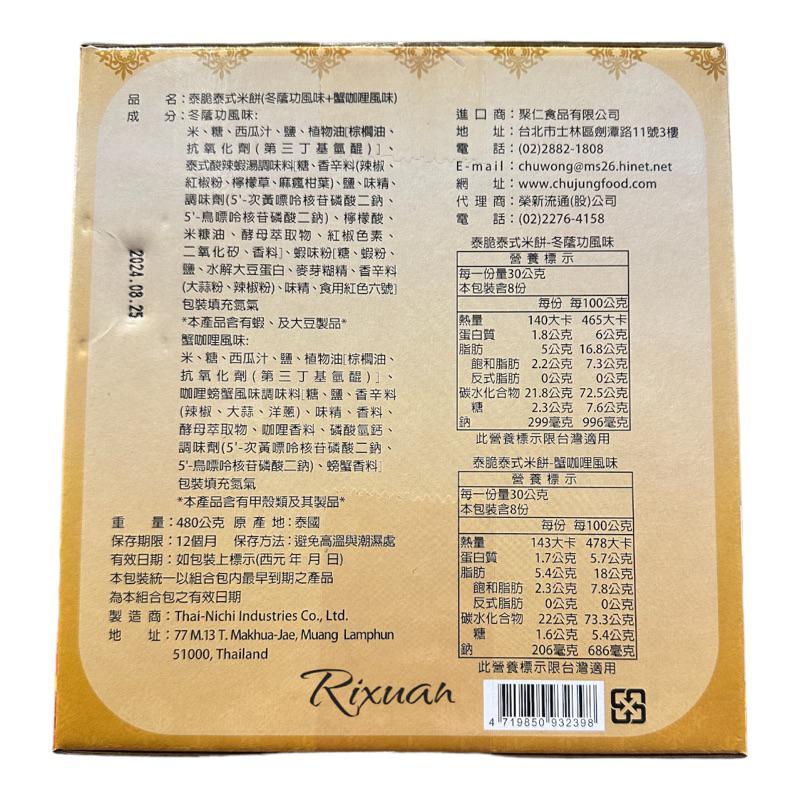 品　　名：泰脆泰式米餅(冬蔭功風味+蟹咖哩風味)
成　　分：冬蔭功風味:
米、糖、西瓜汁、鹽、植物油[棕櫚油、
抗氧化劑(第三丁基氫醌)]、
泰式酸辣蝦湯調味料[糖、香辛料(辣椒、
紅椒粉、檸檬草、麻瘋柑葉)、鹽、味精、
調味劑(5'-次黃嘌呤核苷磷酸二鈉、
5'-鳥嘌呤核苷磷酸二鈉)、檸檬酸、
米糠油、酵母萃取物、紅椒色素、
二氧化矽、香料]、蝦味粉[糖、蝦粉、
鹽、水解大豆蛋白、麥芽糊精、香辛料
(大蒜粉、辣椒粉)、味精、食用紅色六號]
包裝填充氮氣
*本產品含有蝦、及大豆製品*
蟹咖哩風味:
米、糖、西瓜汁、鹽、植物油[棕櫚油、
抗氧化劑(第三丁基氫醌)]、
咖哩螃蟹風味調味料[糖、鹽、香辛料
(辣椒、大蒜、洋蔥)、味精、香料、
酵母萃取物、咖哩香料、磷酸氫鈣、
調味劑(5'-次黃嘌呤核苷磷酸二鈉、
5'-鳥嘌呤核苷磷酸二鈉)、螃蟹香料]
包裝填充氮氣
*本產品含有甲殼類及其製品*
重　　量：480公克 原 產 地：泰國
保存期限：12個月　保存方法：避免高溫與潮濕處
有效日期：如包裝上標示(西元 年 月 日)
本包裝統一以組合包內最早到期之產品
為本組合包之有效日期
製 造 商：Thai-Nichi Industries Co., Ltd.
地　　址：77 M.13 T. Makhua-Jae, Muang Lamphun
51000, Thailand
2024.08.25
進 口 商：聚仁食品有限公司
地　　址：台北市士林區劍潭路11號3樓
電　　話：(02)2882-1808
E-mail：chuwong@ms26.hinet.net
網　　址：www.chujungfood.com
代 理 商：榮新流通(股)公司
電　　話：(02)2276-4158
泰脆泰式米餅-冬蔭功風味
營養標示
每一份量30公克
本包裝含8份
每份 每100公克
熱量 140大卡 465大卡
蛋白質 1.8公克 6公克
脂肪 5公克 16.8公克
飽和脂肪 2.2公克 7.3公克
反式脂肪 0公克 0公克
碳水化合物 21.8公克 72.5公克
糖 2.3公克 7.6公克
鈉 299毫克 996毫克
此營養標示限台灣適用
泰脆泰式米餅-蟹咖哩風味
營養標示
每一份量30公克
本包裝含8份
每份 每100公克
熱量 143大卡 478大卡
蛋白質 1.7公克 5.7公克
脂肪 5.4公克 18公克
飽和脂肪 2.3公克 7.8公克
反式脂肪 0公克 0公克
碳水化合物 22公克 73.3公克
糖 1.6公克 5.4公克
鈉 206毫克 686毫克
此營養標示限台灣適用
Rixuan
4 719850 932398